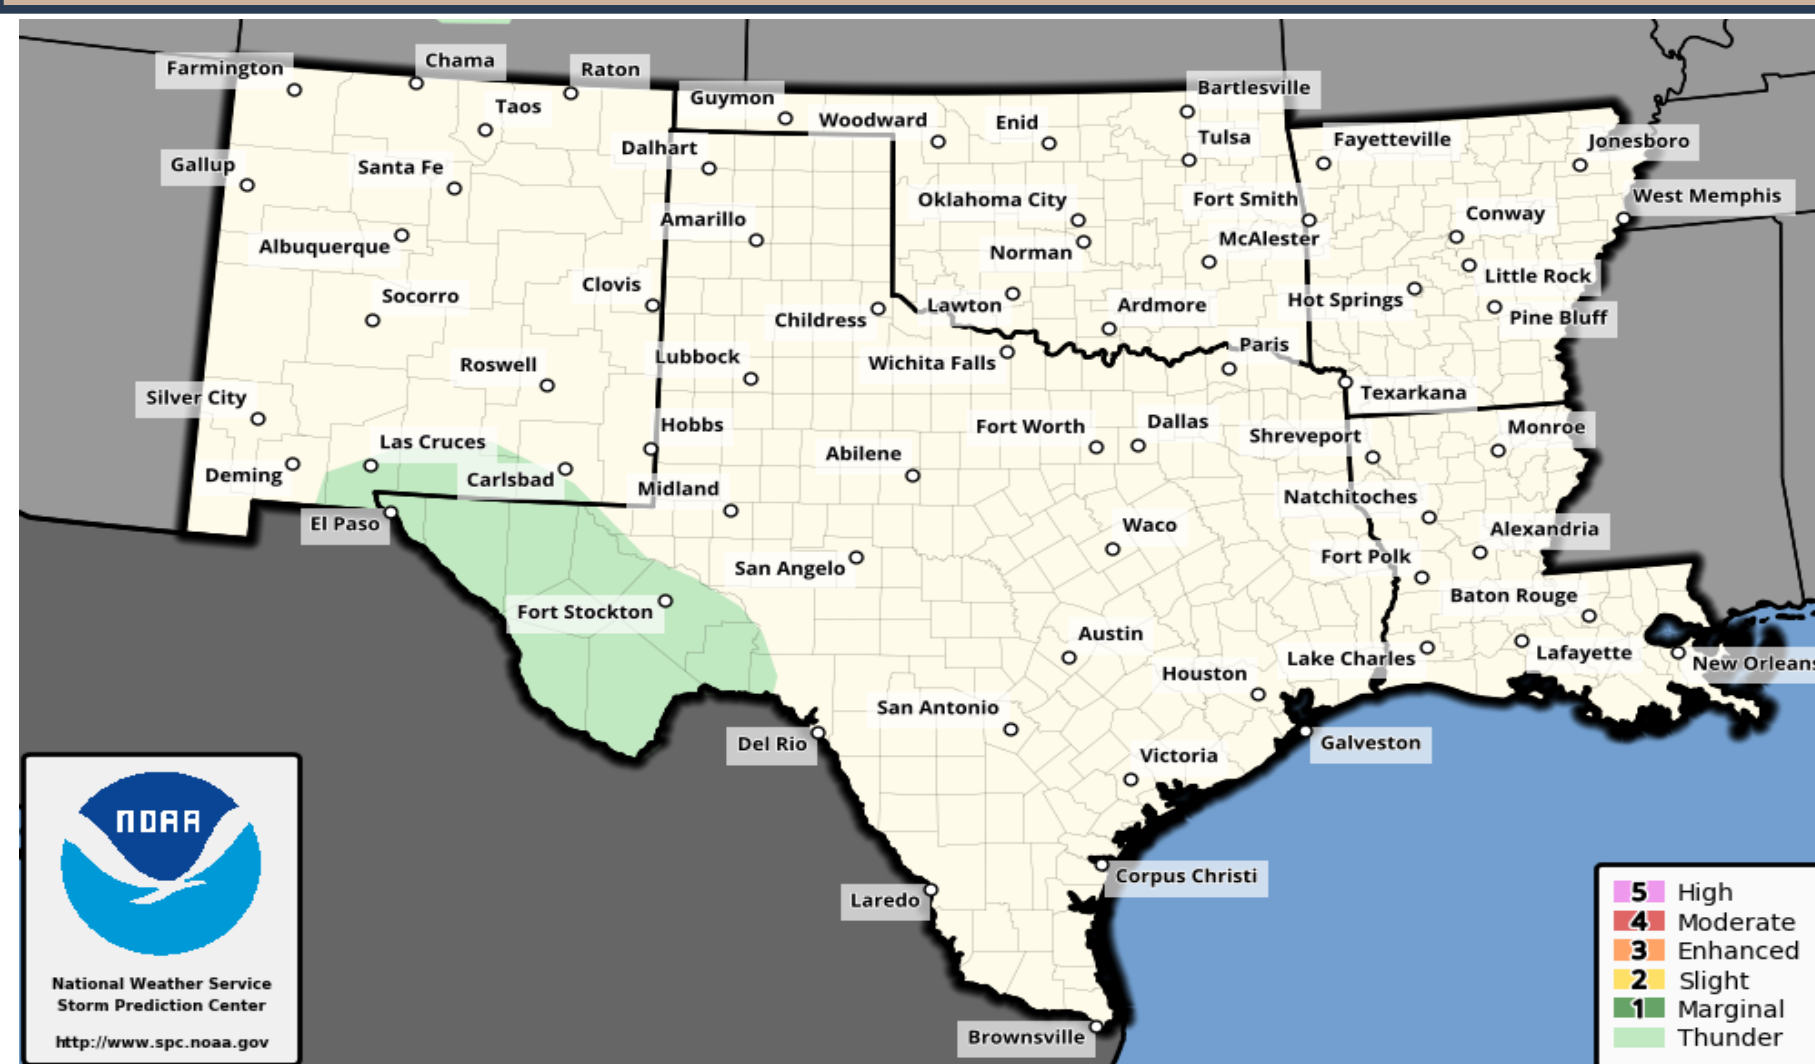 Farmington
Chama
Raton
Taos
Guymon
Woodward
Enid
Bartlesville
Tulsa
Fayetteville
Jonesboro
Gallup
Santa Fe
Dalhart
Oklahoma City
Fort Smith
Conway
West Memphis
Albuquerque
Amarillo
Norman
McAlester
Little Rock
Socorro
Clovis
Childress
Lawton
Ardmore
Hot Springs
Pine Bluff
Roswell
Lubbock
Wichita Falls
Paris
Texarkana
Silver City
Hobbs
Fort Worth
Dallas
Shreveport
Monroe
Las Cruces
Deming
Carlsbad
Midland
Abilene
Natchitoches
El Paso
Waco
Alexandria
San Angelo
Fort Polk
Fort Stockton
Baton Rouge
Austin
Lake Charles
Lafayette
New Orleans
Houston
San Antonio
Del Rio
Victoria
Galveston
Laredo
Corpus Christi
Brownsville
NOAA
National Weather Service
Storm Prediction Center
http://www.spc.noaa.gov
5 High
4 Moderate
3 Enhanced
2 Slight
1 Marginal
Thunder